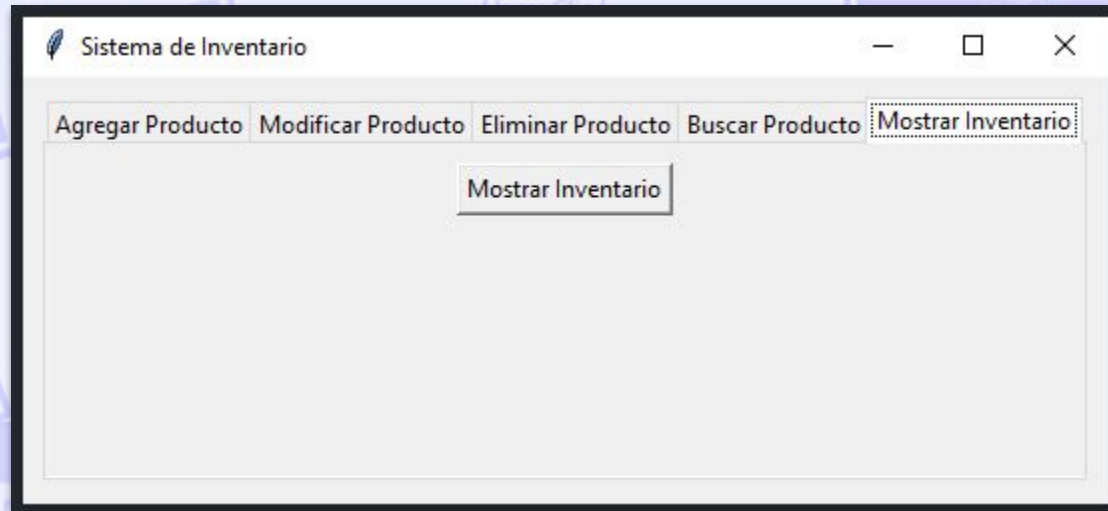 Sistema de Inventario
Agregar Producto Modificar Producto Eliminar Producto Buscar Producto Mostrar Inventario
Mostrar Inventario